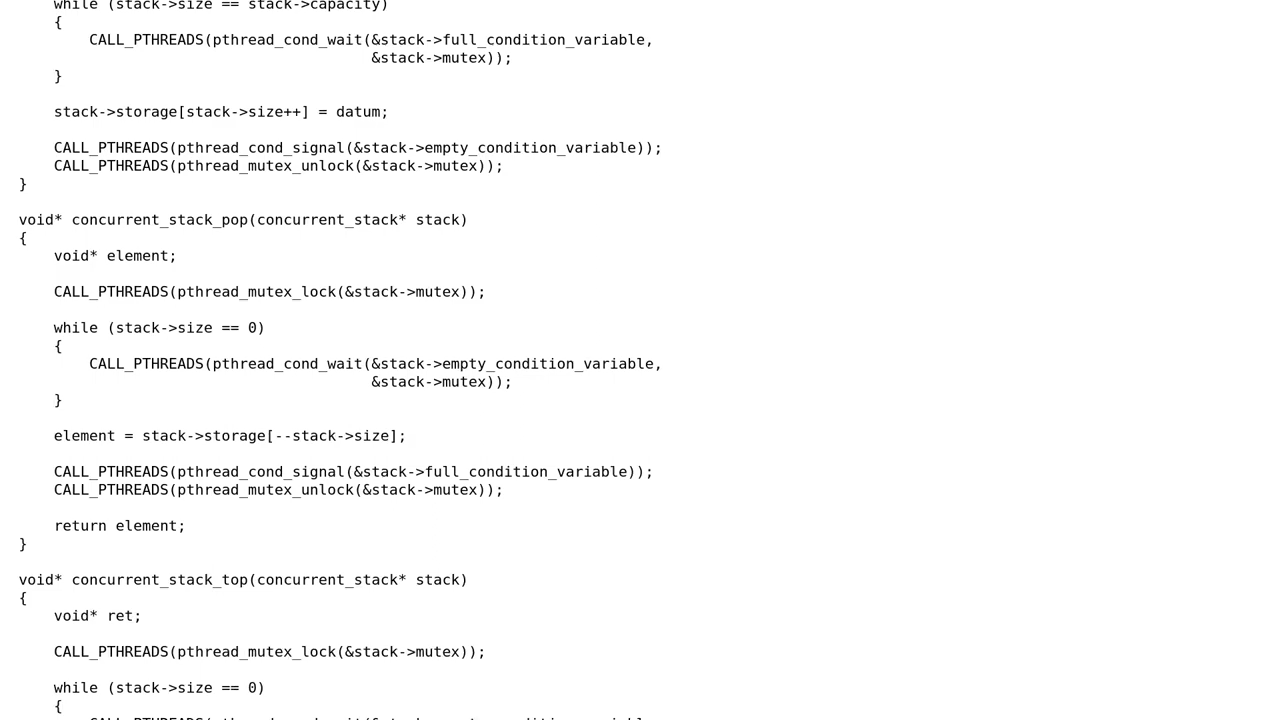 while (stack->size == stack->capacity)
    {
        CALL_PTHREADS(pthread_cond_wait(&stack->full_condition_variable,
                                        &stack->mutex));
    }

    stack->storage[stack->size++] = datum;

    CALL_PTHREADS(pthread_cond_signal(&stack->empty_condition_variable));
    CALL_PTHREADS(pthread_mutex_unlock(&stack->mutex));
}

void* concurrent_stack_pop(concurrent_stack* stack)
{
    void* element;

    CALL_PTHREADS(pthread_mutex_lock(&stack->mutex));

    while (stack->size == 0)
    {
        CALL_PTHREADS(pthread_cond_wait(&stack->empty_condition_variable,
                                        &stack->mutex));
    }

    element = stack->storage[--stack->size];

    CALL_PTHREADS(pthread_cond_signal(&stack->full_condition_variable));
    CALL_PTHREADS(pthread_mutex_unlock(&stack->mutex));

    return element;
}

void* concurrent_stack_top(concurrent_stack* stack)
{
    void* ret;

    CALL_PTHREADS(pthread_mutex_lock(&stack->mutex));

    while (stack->size == 0)
    {